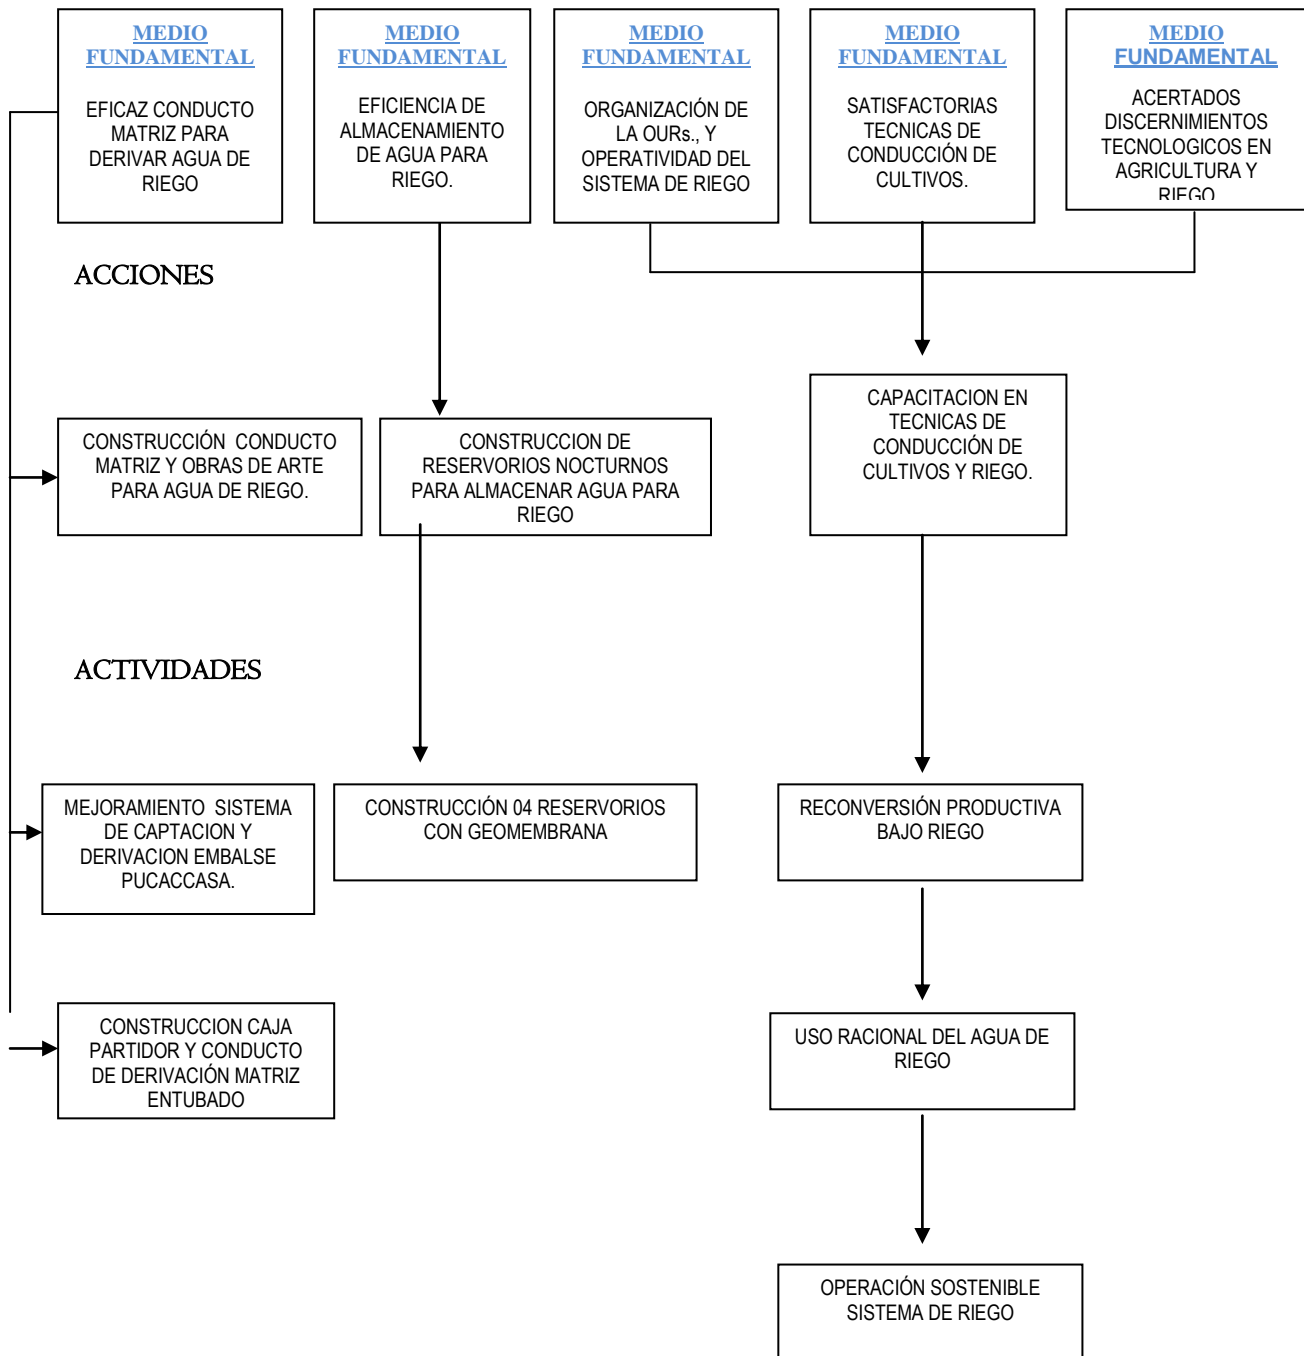 MEDIO
FUNDAMENTAL
EFICAZ CONDUCTO
MATRIZ PARA
DERIVAR AGUA DE
RIEGO
MEDIO
FUNDAMENTAL
EFICIENCIA DE
ALMACENAMIENTO
DE AGUA PARA
RIEGO.
MEDIO
FUNDAMENTAL
ORGANIZACIÓN DE
LA OURs., Y
OPERATIVIDAD DEL
SISTEMA DE RIEGO
MEDIO
FUNDAMENTAL
SATISFACTORIAS
TECNICAS DE
CONDUCCIÓN DE
CULTIVOS.
MEDIO
FUNDAMENTAL
ACERTADOS
DISCERNIMIENTOS
TECNOLOGICOS EN
AGRICULTURA Y
RIEGO
ACCIONES
CONSTRUCCIÓN CONDUCTO
MATRIZ Y OBRAS DE ARTE
PARA AGUA DE RIEGO.
CONSTRUCCION DE
RESERVORIOS NOCTURNOS
PARA ALMACENAR AGUA PARA
RIEGO
CAPACITACION EN
TECNICAS DE
CONDUCCIÓN DE
CULTIVOS Y RIEGO.
ACTIVIDADES
MEJORAMIENTO SISTEMA
DE CAPTACION Y
DERIVACION EMBALSE
PUCACCASA.
CONSTRUCCIÓN 04 RESERVORIOS
CON GEOMEMBRANA
RECONVERSIÓN PRODUCTIVA
BAJO RIEGO
CONSTRUCCION CAJA
PARTIDOR Y CONDUCTO
DE DERIVACIÓN MATRIZ
ENTUBADO
USO RACIONAL DEL AGUA DE
RIEGO
OPERACIÓN SOSTENIBLE
SISTEMA DE RIEGO